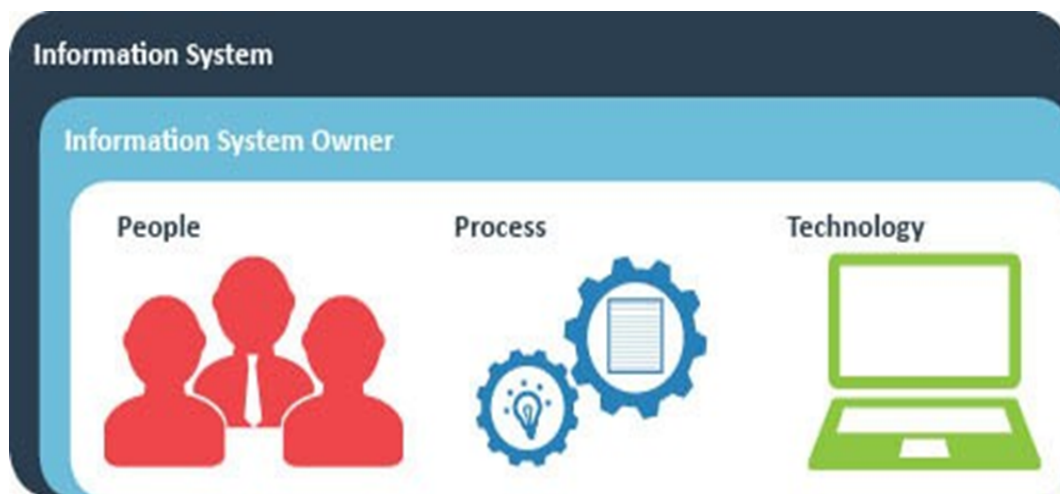 Information System
Information System Owner
People
Process
Technology